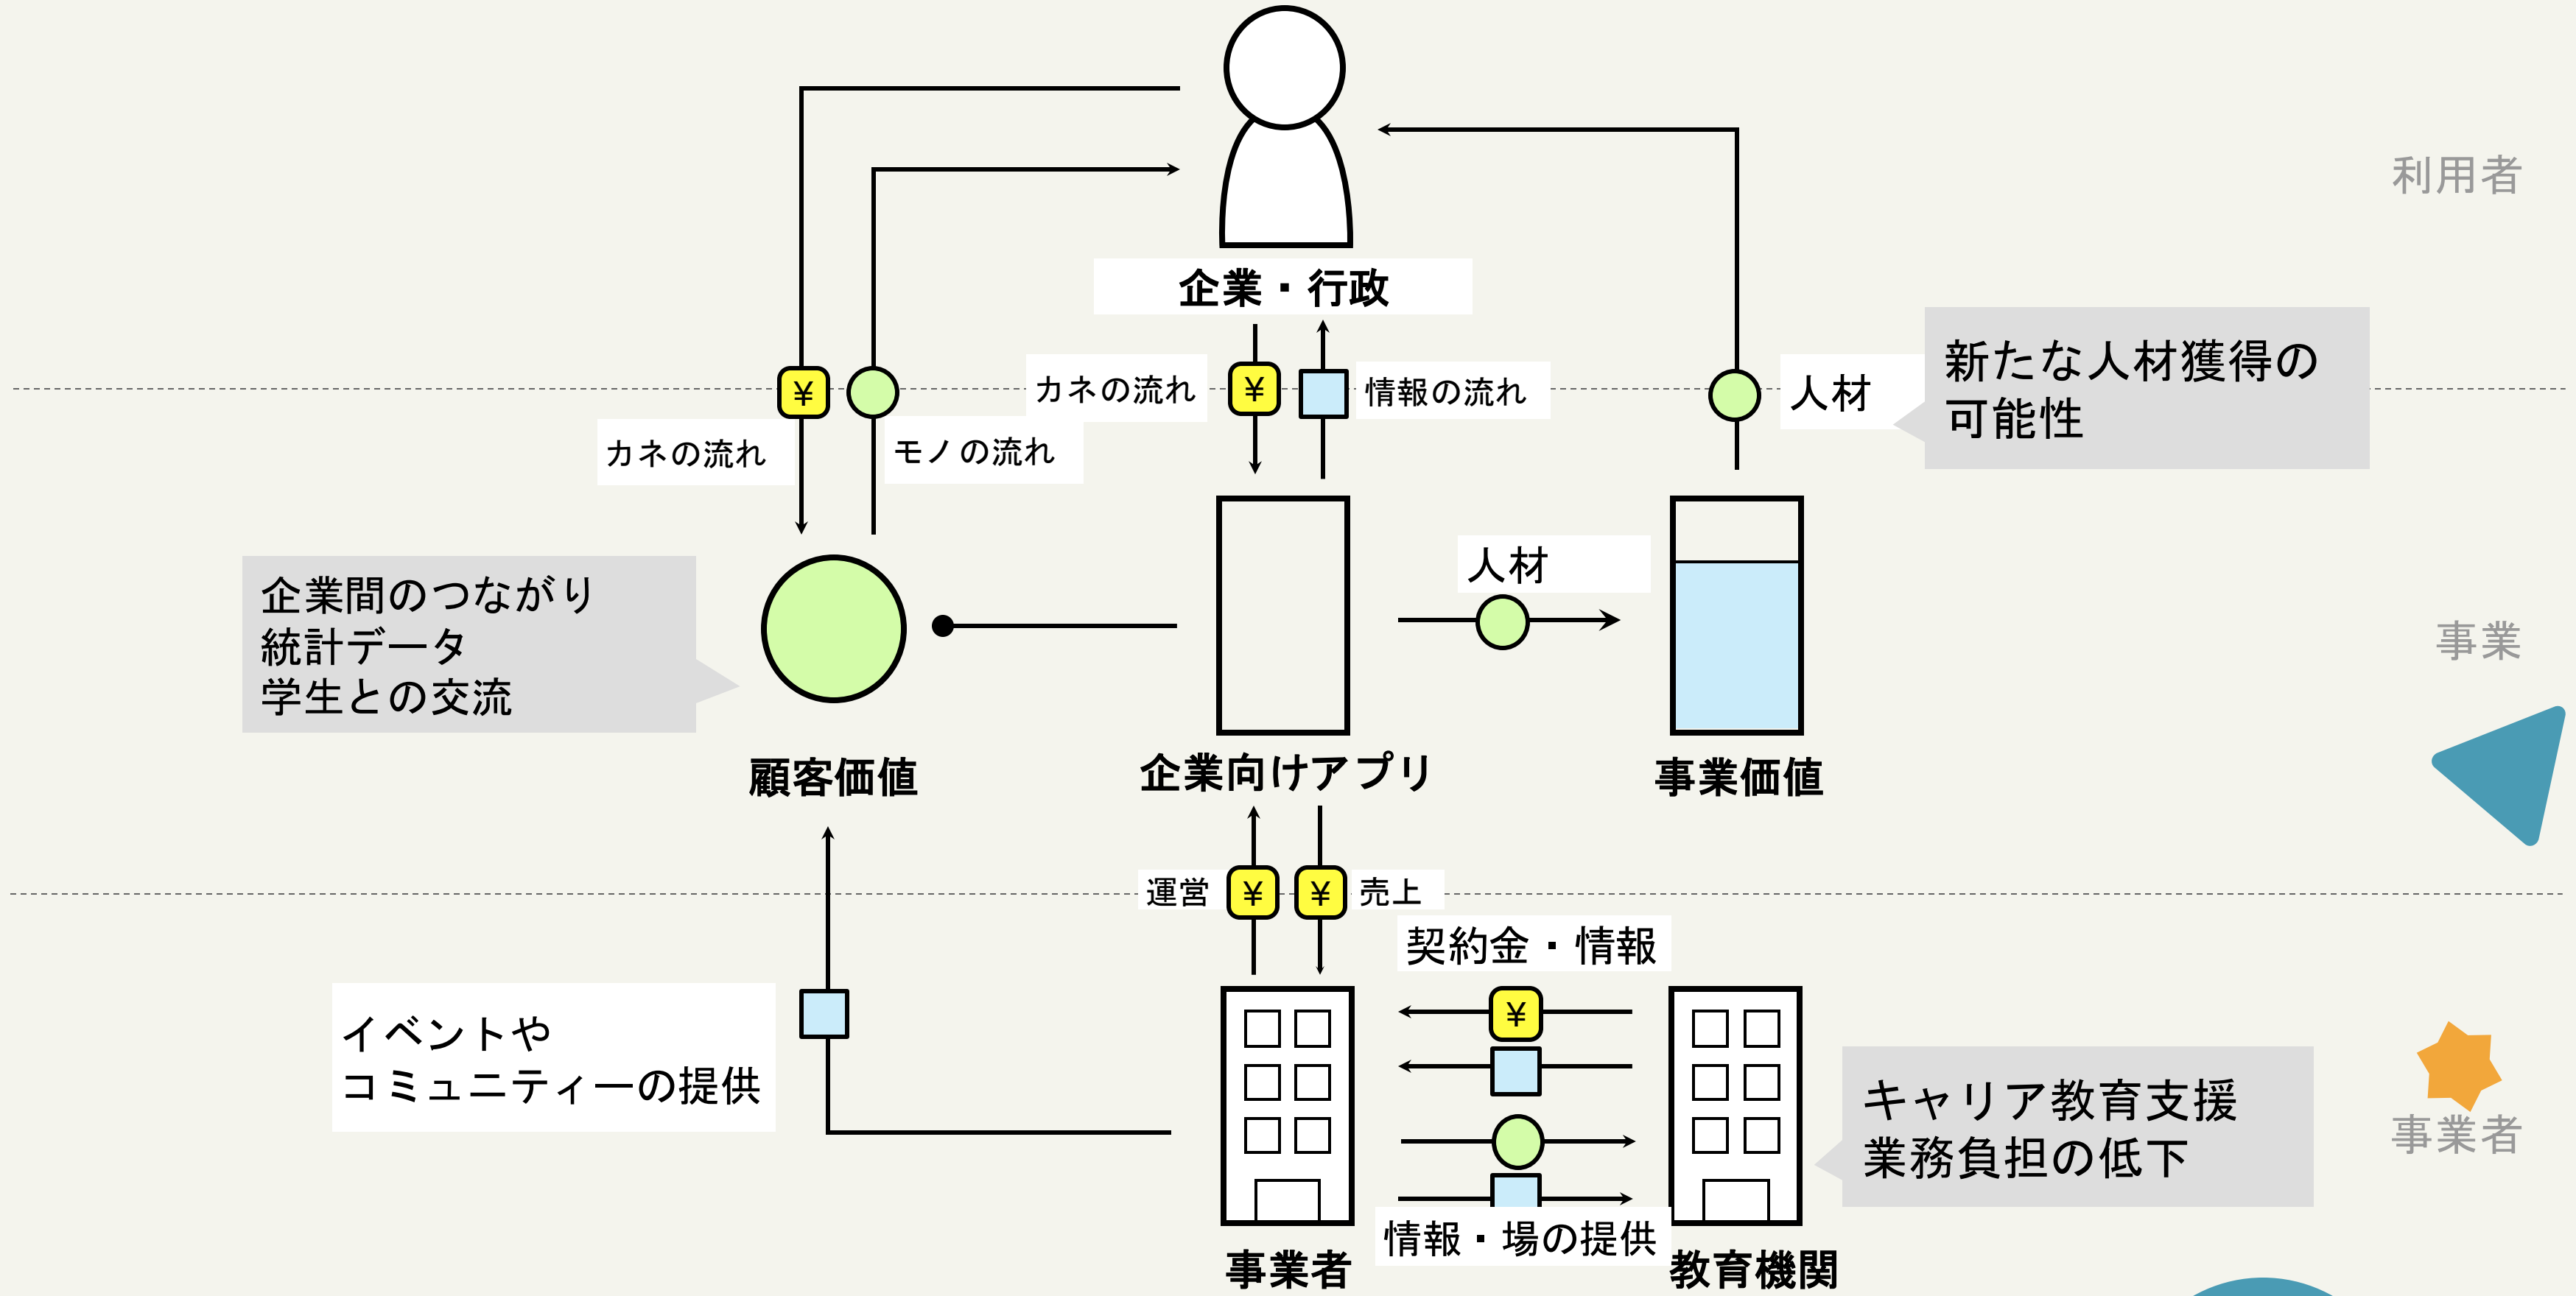 利用者
企業・行政
新たな人材獲得の
可能性
¥
¥
カネの流れ
情報の流れ
人材
カネの流れ
モノの流れ
人材
企業間のつながり
統計データ
学生との交流
事業
顧客価値
企業向けアプリ
事業価値
運営
¥
¥
売上
契約金・情報
¥
イベントや
コミュニティーの提供
キャリア教育支援
業務負担の低下
事業者
情報・場の提供
事業者
教育機関